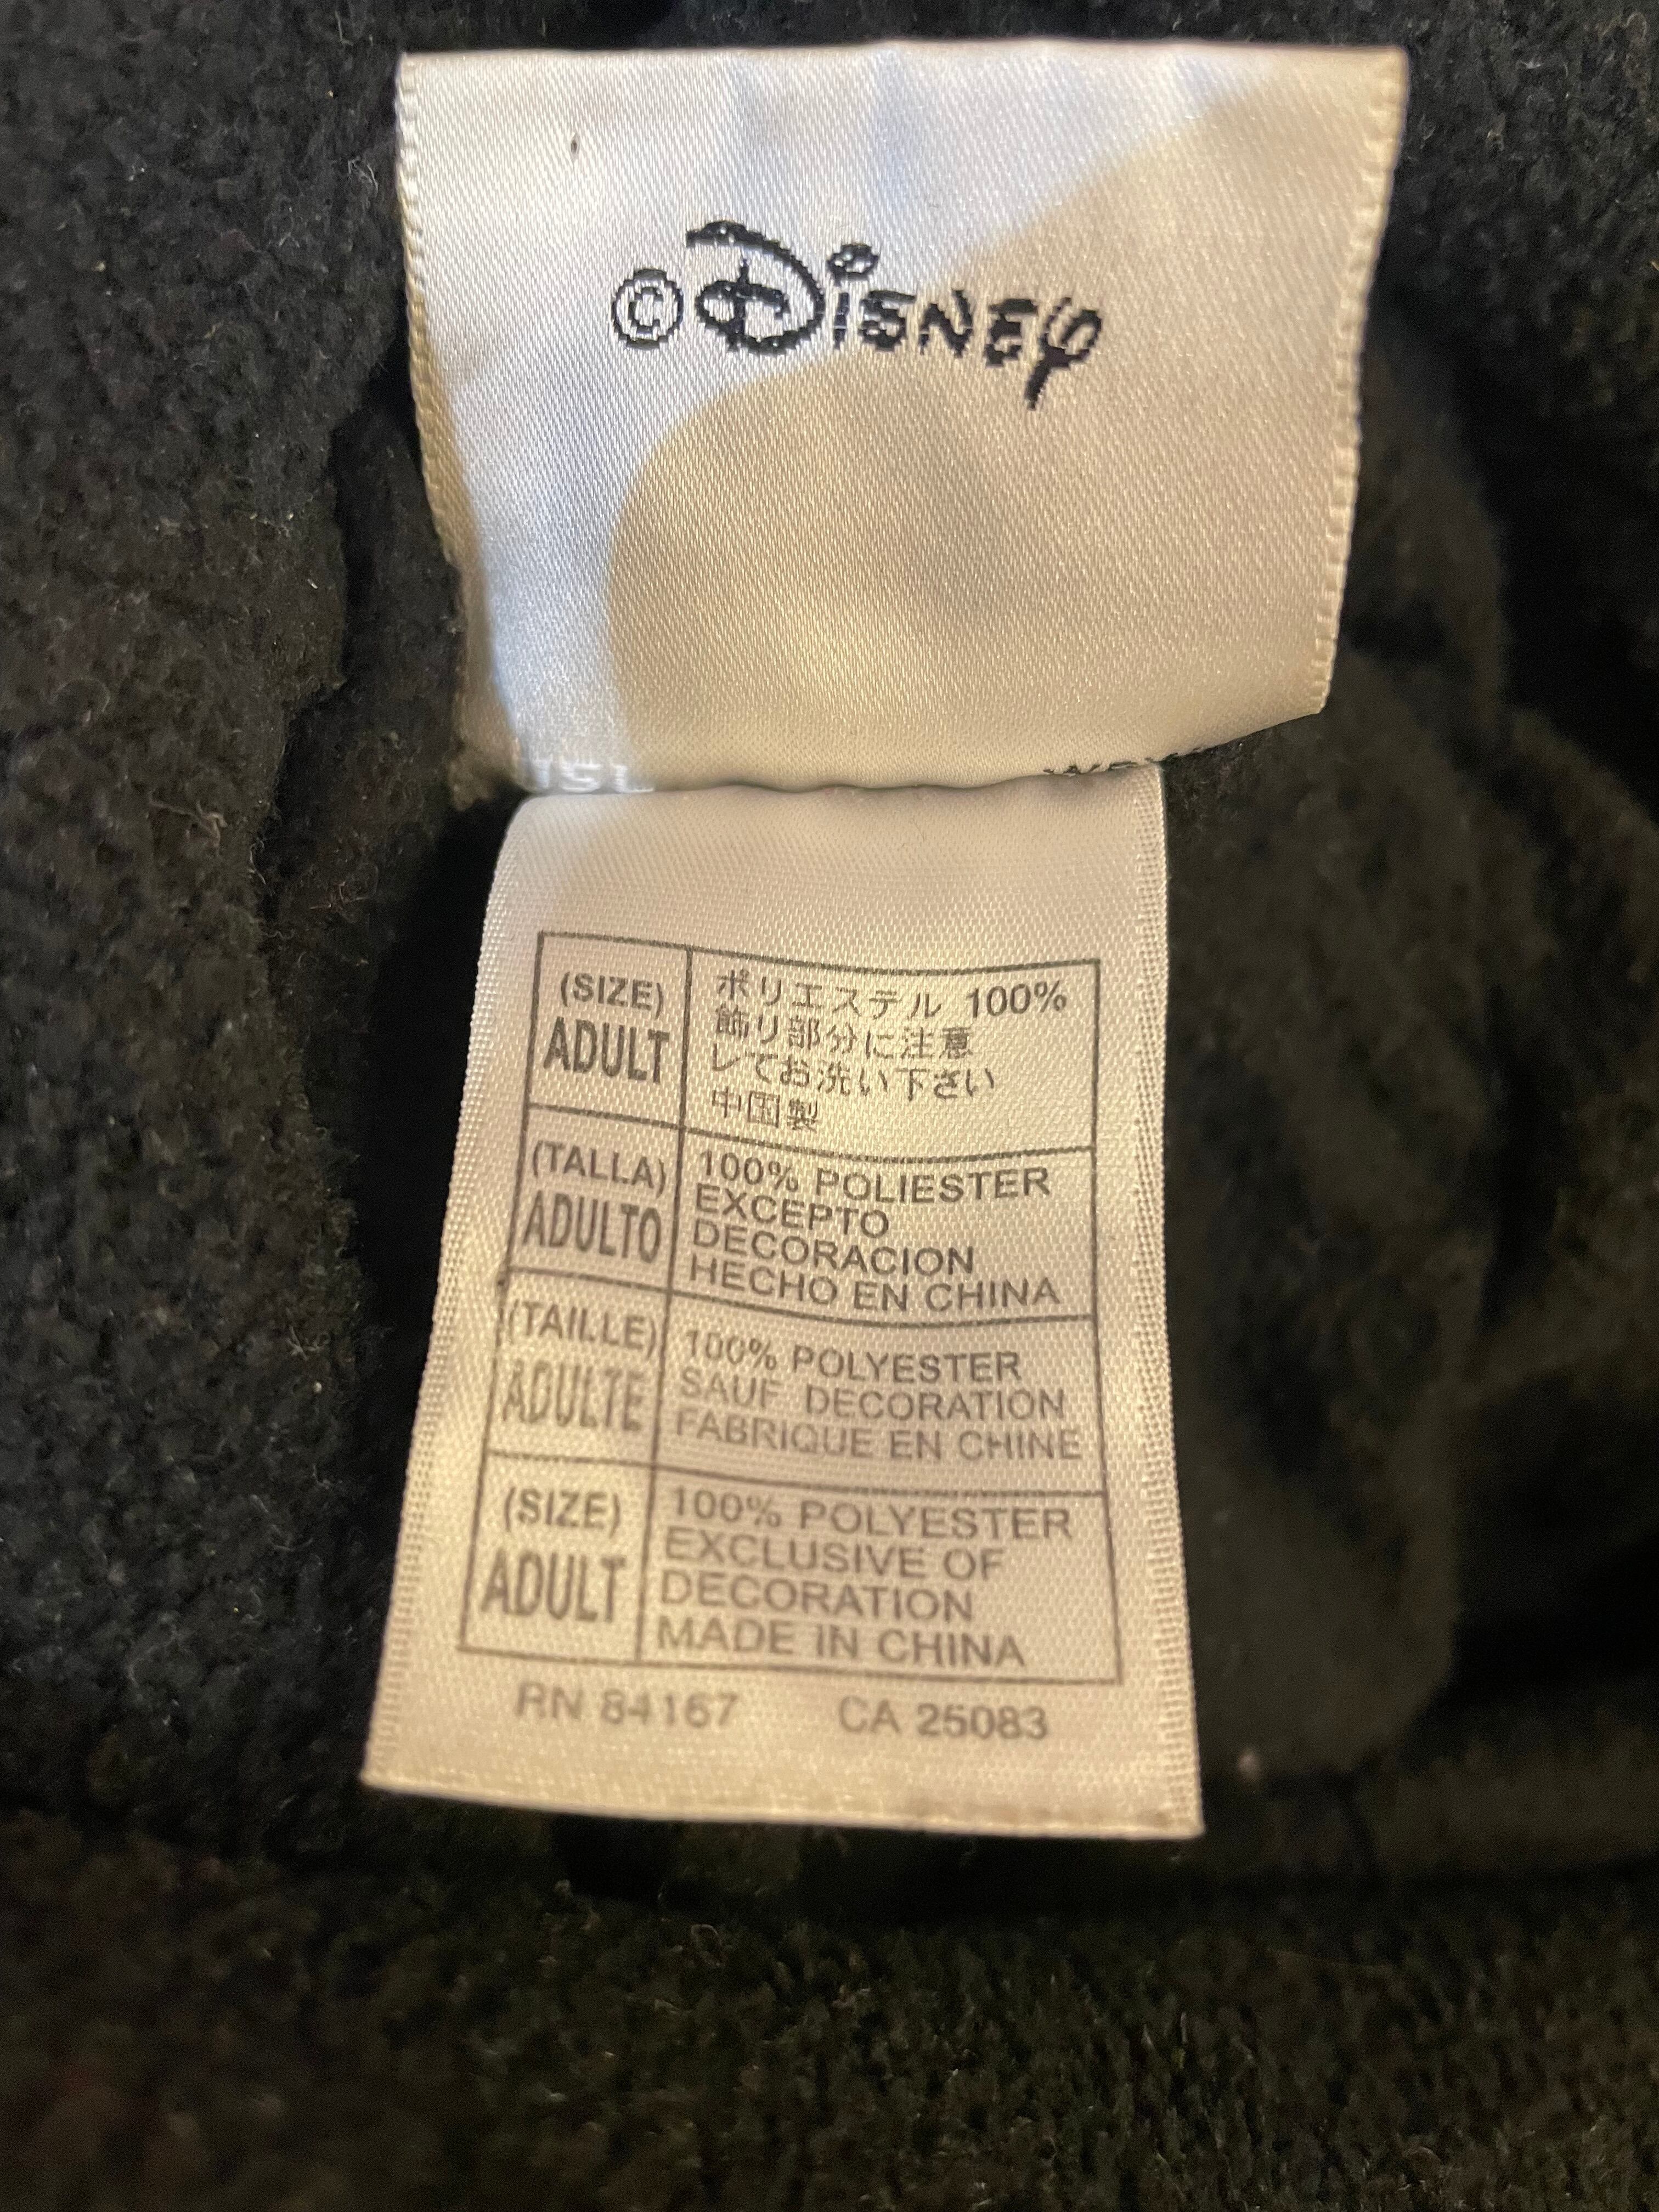 ©Disney
(SIZE)
ADULT
ポリエステル 100%
飾り部分に注意
してお洗い下さい
中国製
(TALLA)
ADULTO
100% POLIESTER
EXCEPTO
DECORACION
HECHO EN CHINA
(TAILLE)
ADULTE
100% POLYESTER
SAUF DECORATION
FABRIQUE EN CHINE
(SIZE)
ADULT
100% POLYESTER
EXCLUSIVE OF
DECORATION
MADE IN CHINA
RN 84167 CA 25083